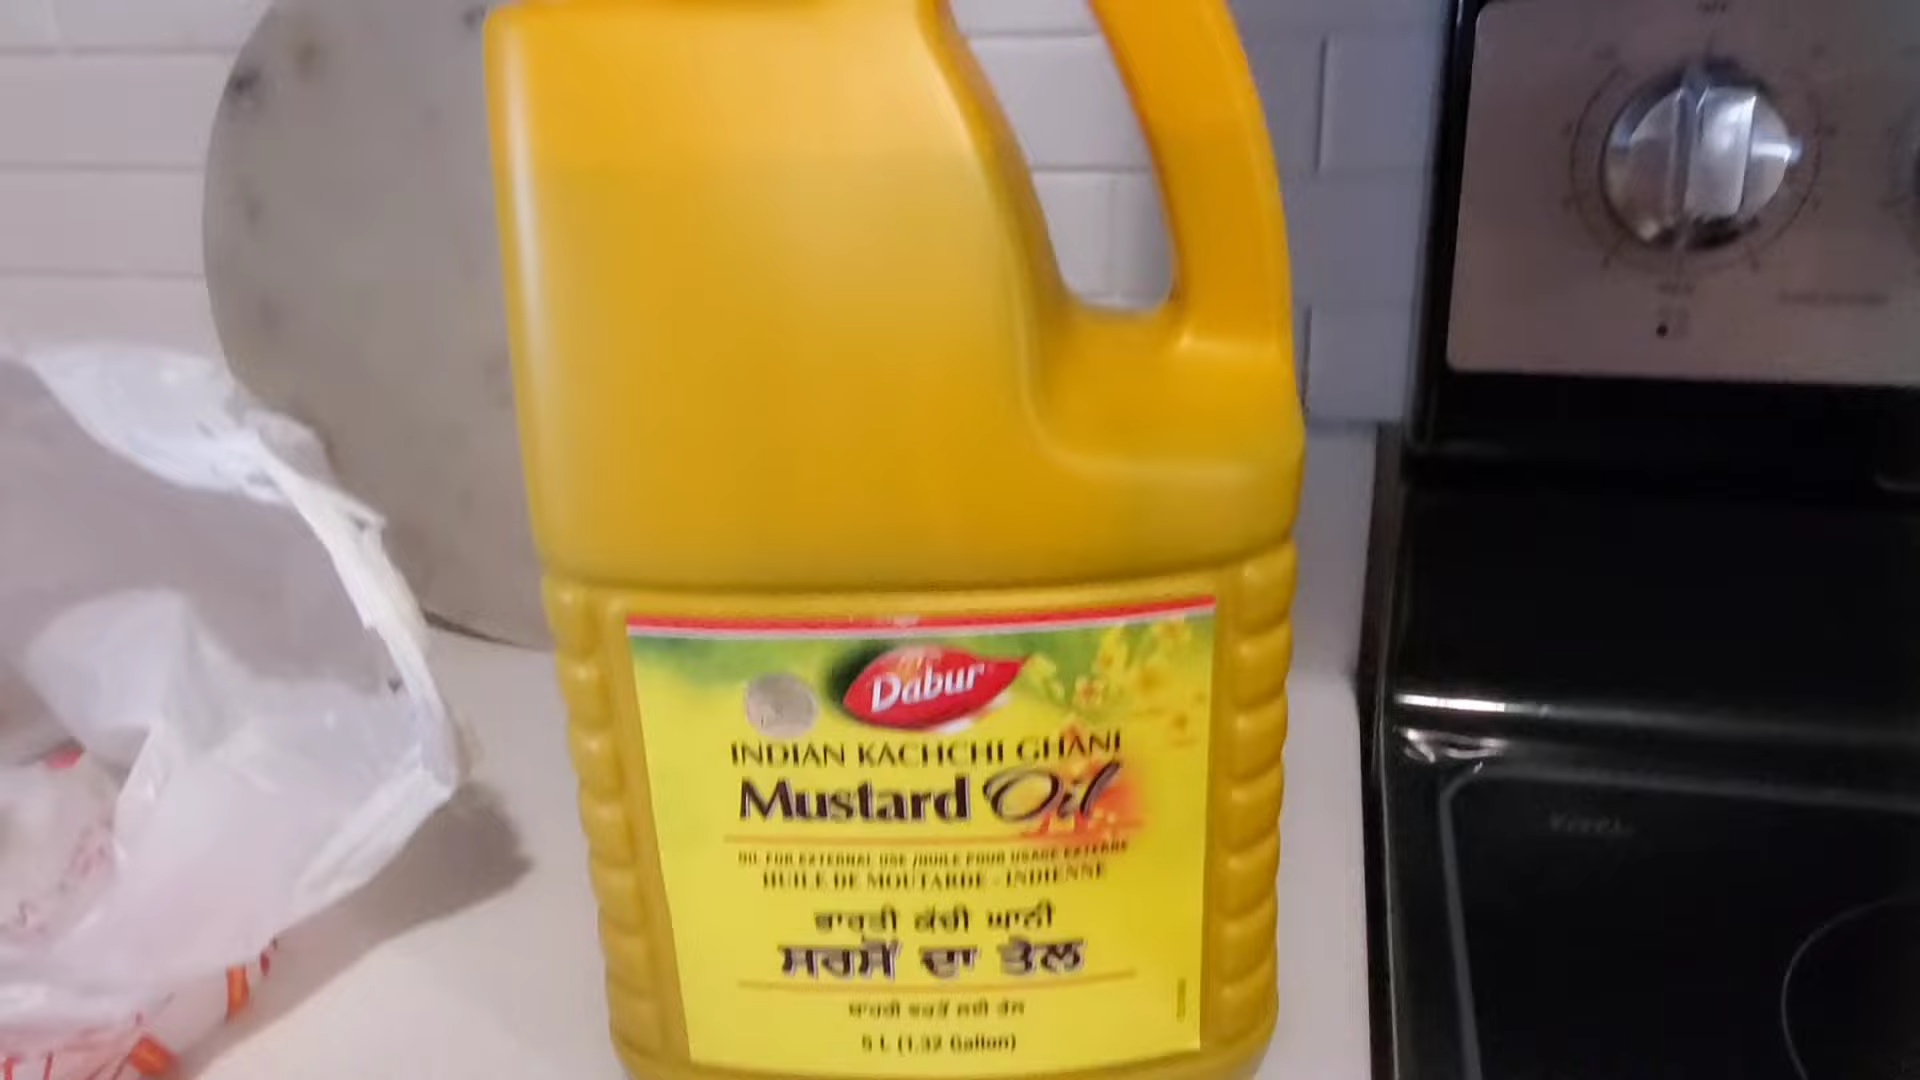 Dabur
INDIAN KACHCHI GHANI
Mustard Oil
OIL FOR EXTERNAL USE / HUILE POUR USAGE EXTERNE
HUILE DE MOUTARDE - INDIENNE
ਭਾਰਤੀ ਕੱਚੀ ਘਾਨੀ
ਸਰਸੋਂ ਦਾ ਤੇਲ
5 L (1.32 Gallon)